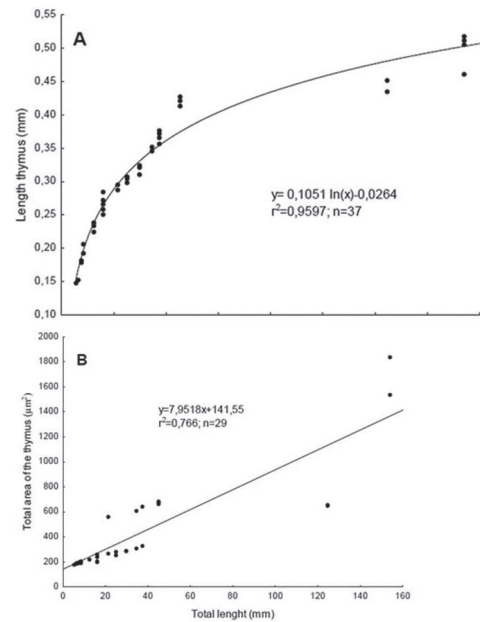 0,55
A
0,50
0,45
0,40
0,35
0,30
0,25
0,20
0,15
0,10
Length thymus (mm)
y= 0,1051 ln(x)-0,0264
r²=0,9597; n=37
2000
B
1800
1600
1400
1200
1000
800
600
400
200
0
Total area of the thymus (µm²)
y=7,9518x+141,55
r²=0,766; n=29
0 20 40 60 80 100 120 140 160
Total lenght (mm)